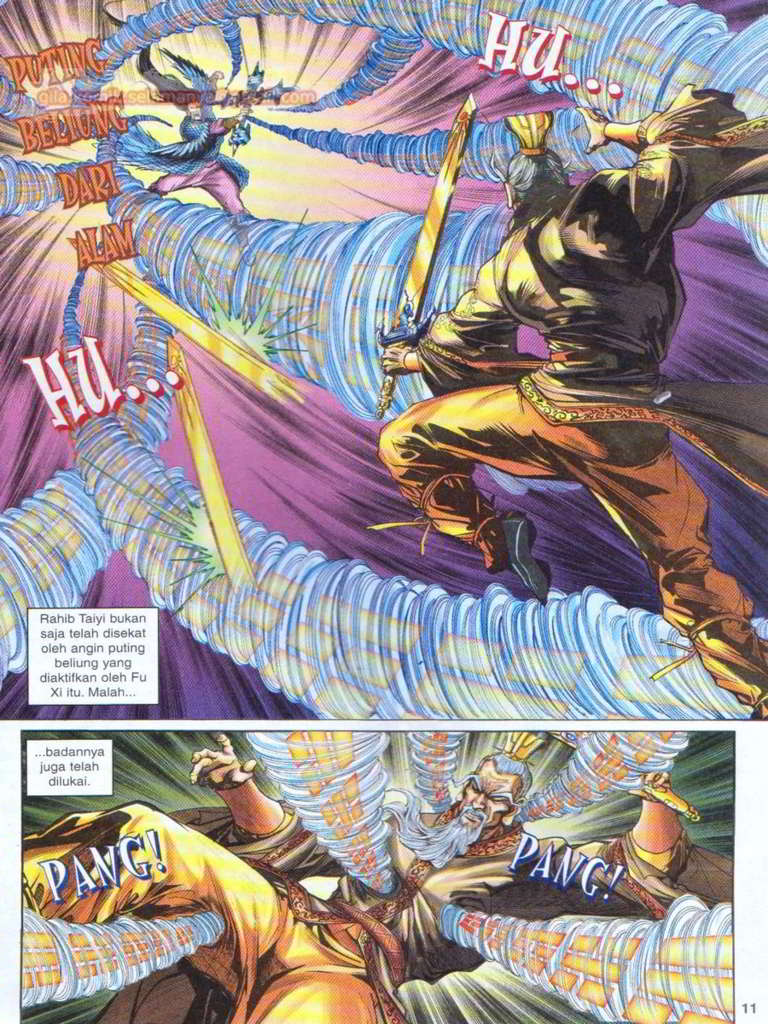 PUTING
BELIUNG
DARI
ALAM
HU...
HU...
Rahib Taiyi bukan
saja telah disekat
oleh angin puting
beliung yang
diaktifkan oleh Fu
Xi itu. Malah...
...badannya
juga telah
dilukai.
PANG!
PANG!
11